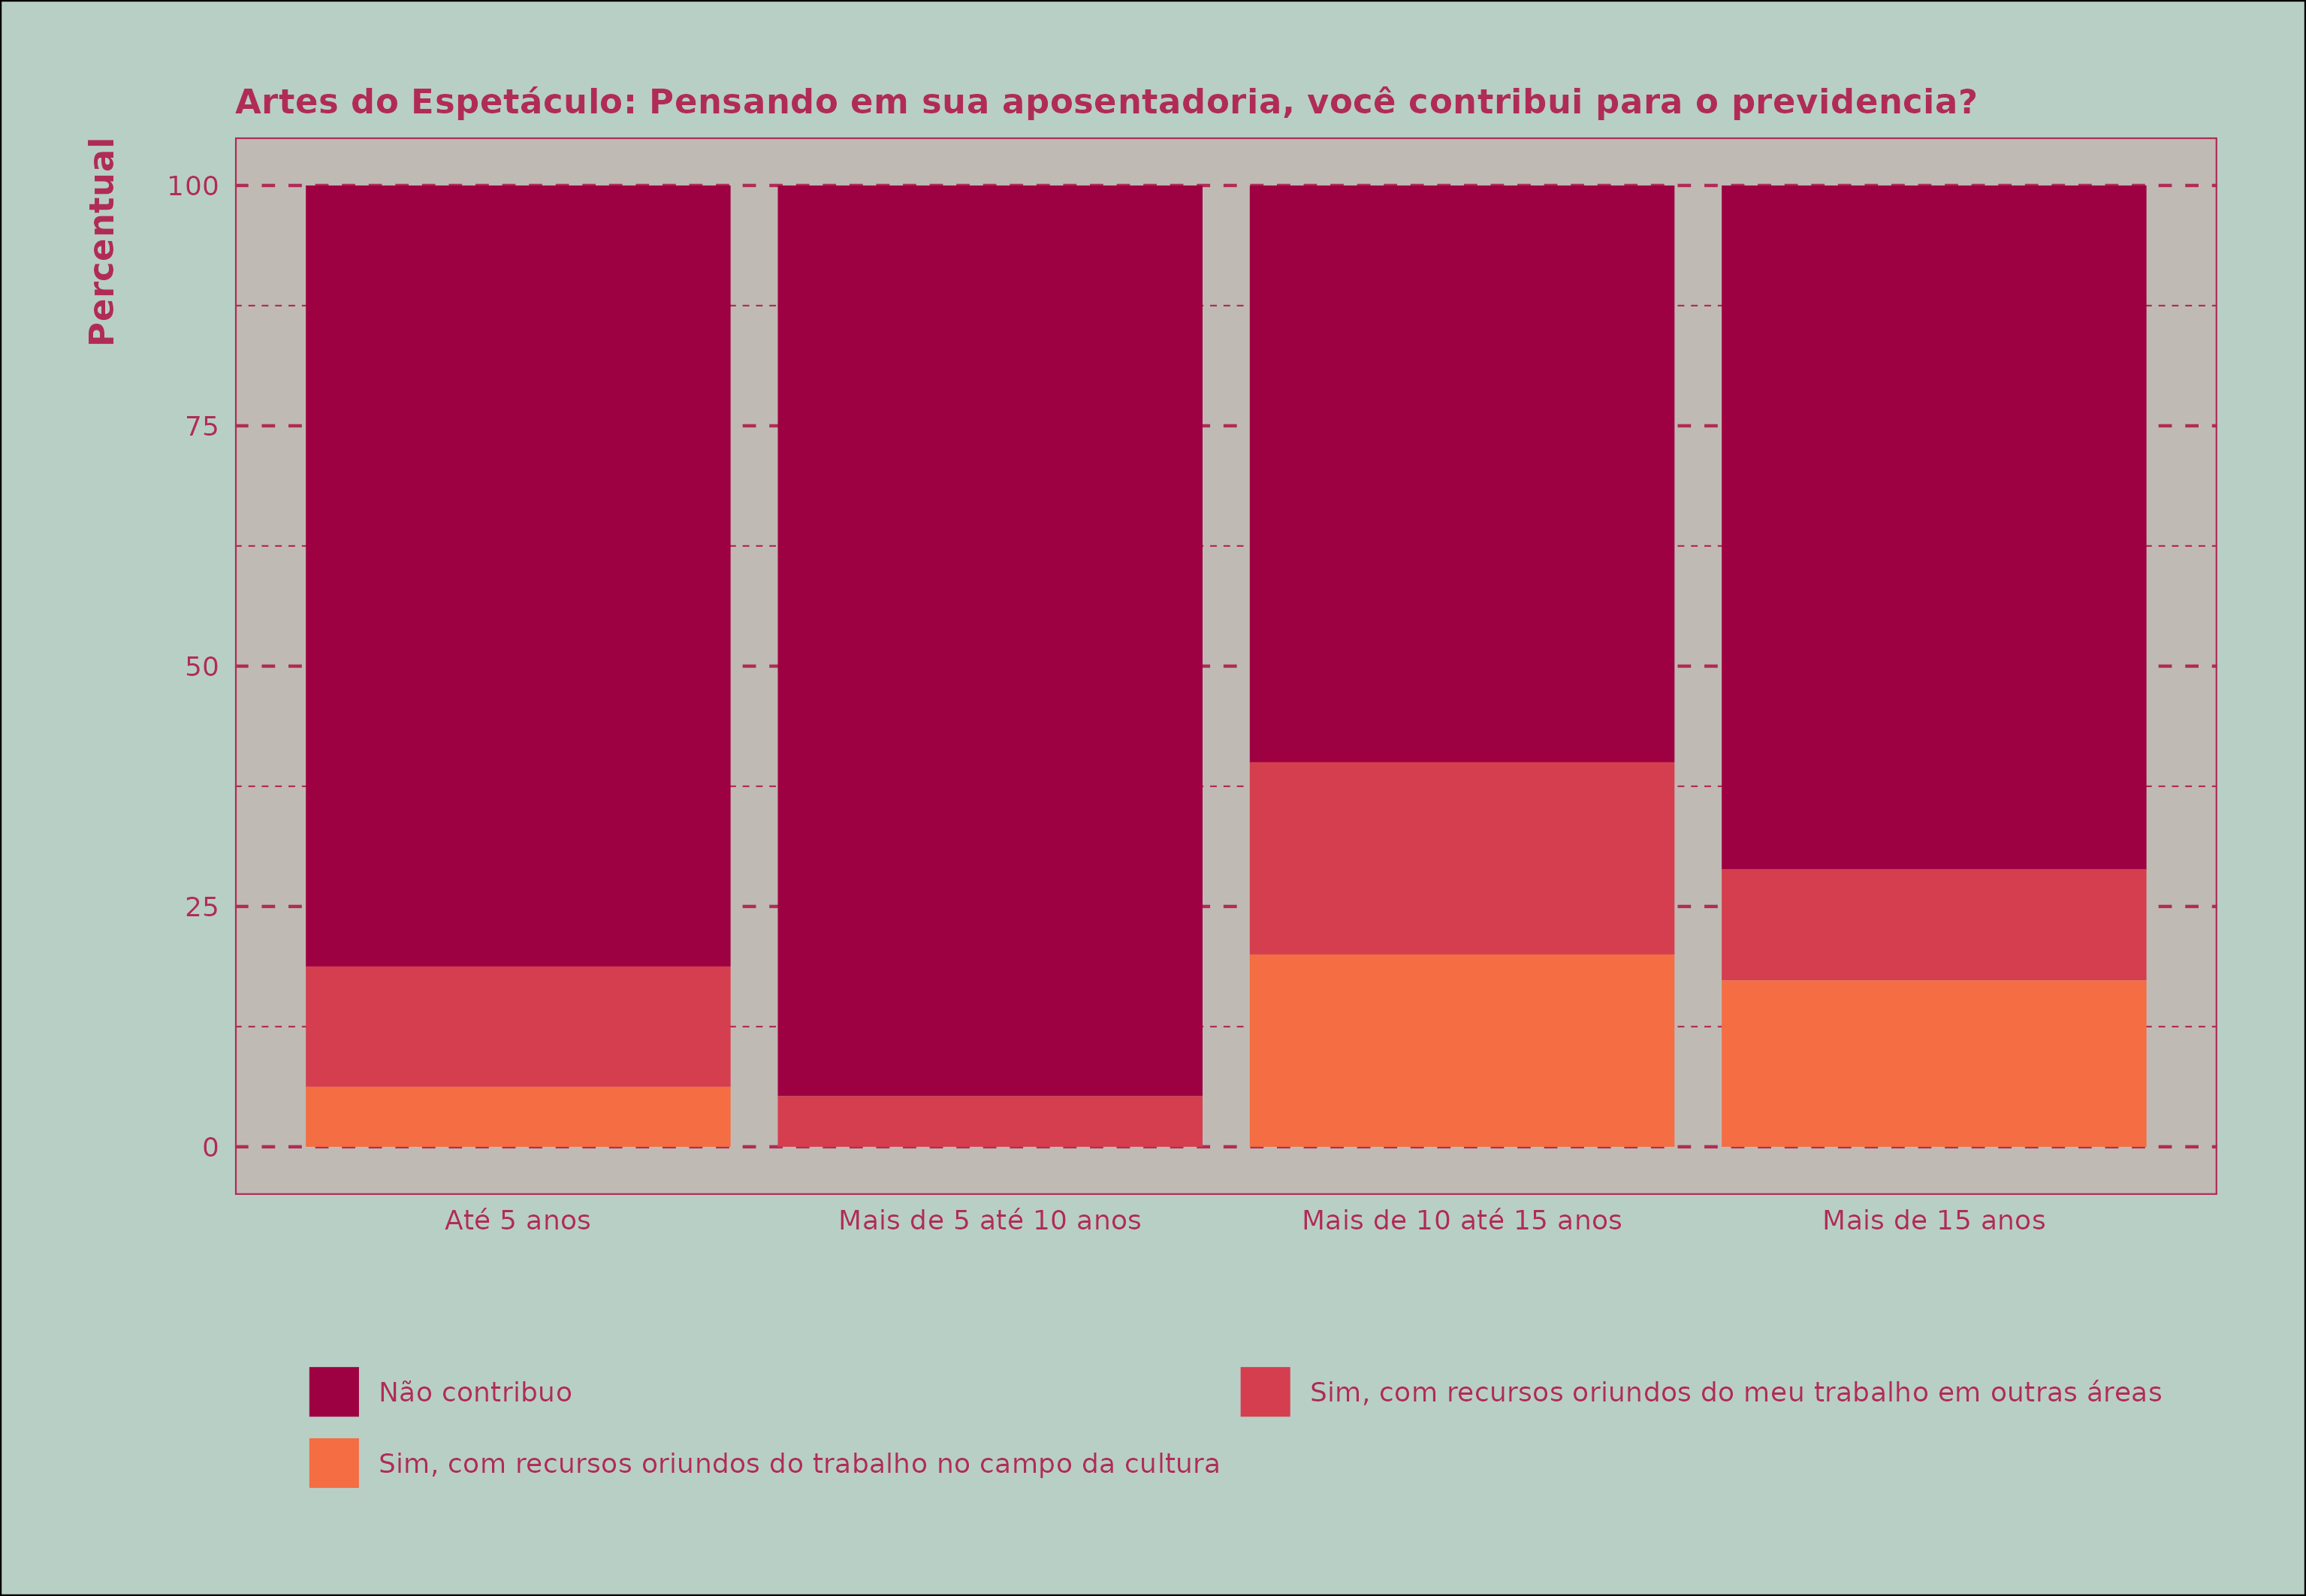 Artes do Espetáculo: Pensando em sua aposentadoria, você contribui para o previdencia?
Percentual
100
75
50
25
0
Até 5 anos
Mais de 5 até 10 anos
Mais de 10 até 15 anos
Mais de 15 anos
Não contribuo
Sim, com recursos oriundos do meu trabalho em outras áreas
Sim, com recursos oriundos do trabalho no campo da cultura